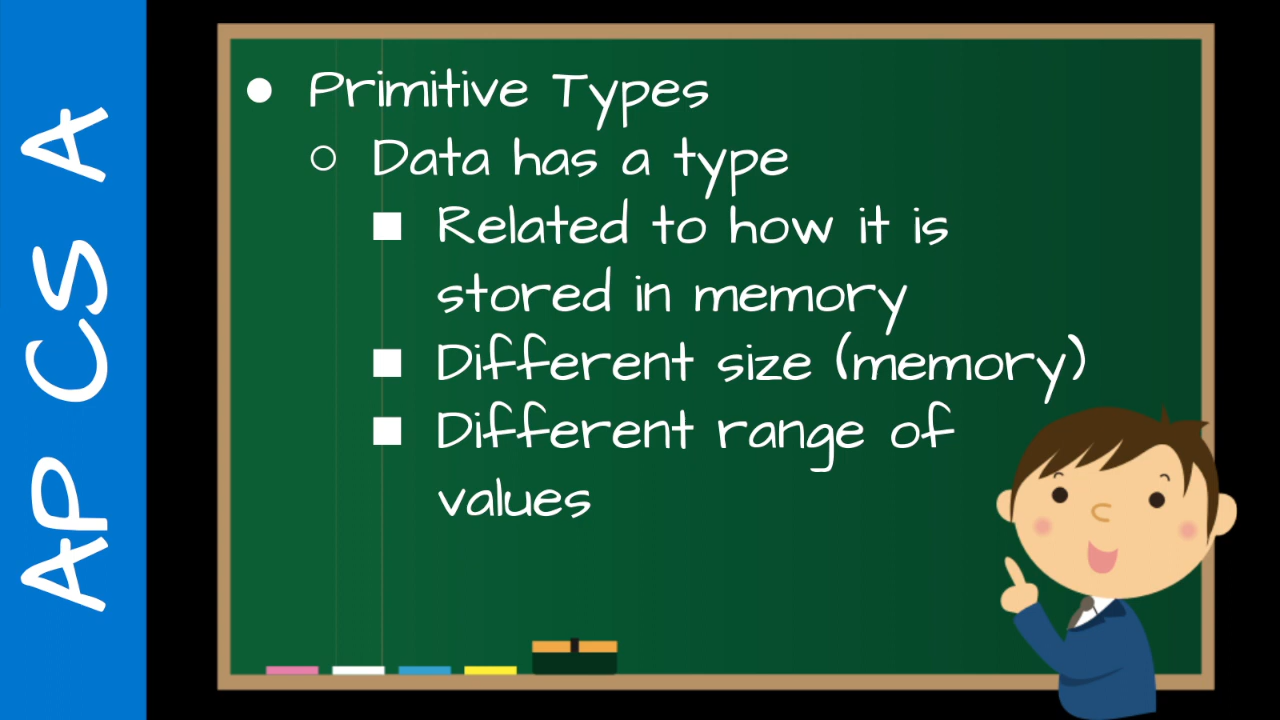 AP CS A
● Primitive Types
○ Data has a type
■ Related to how it is
stored in memory
■ Different size (memory)
■ Different range of
values